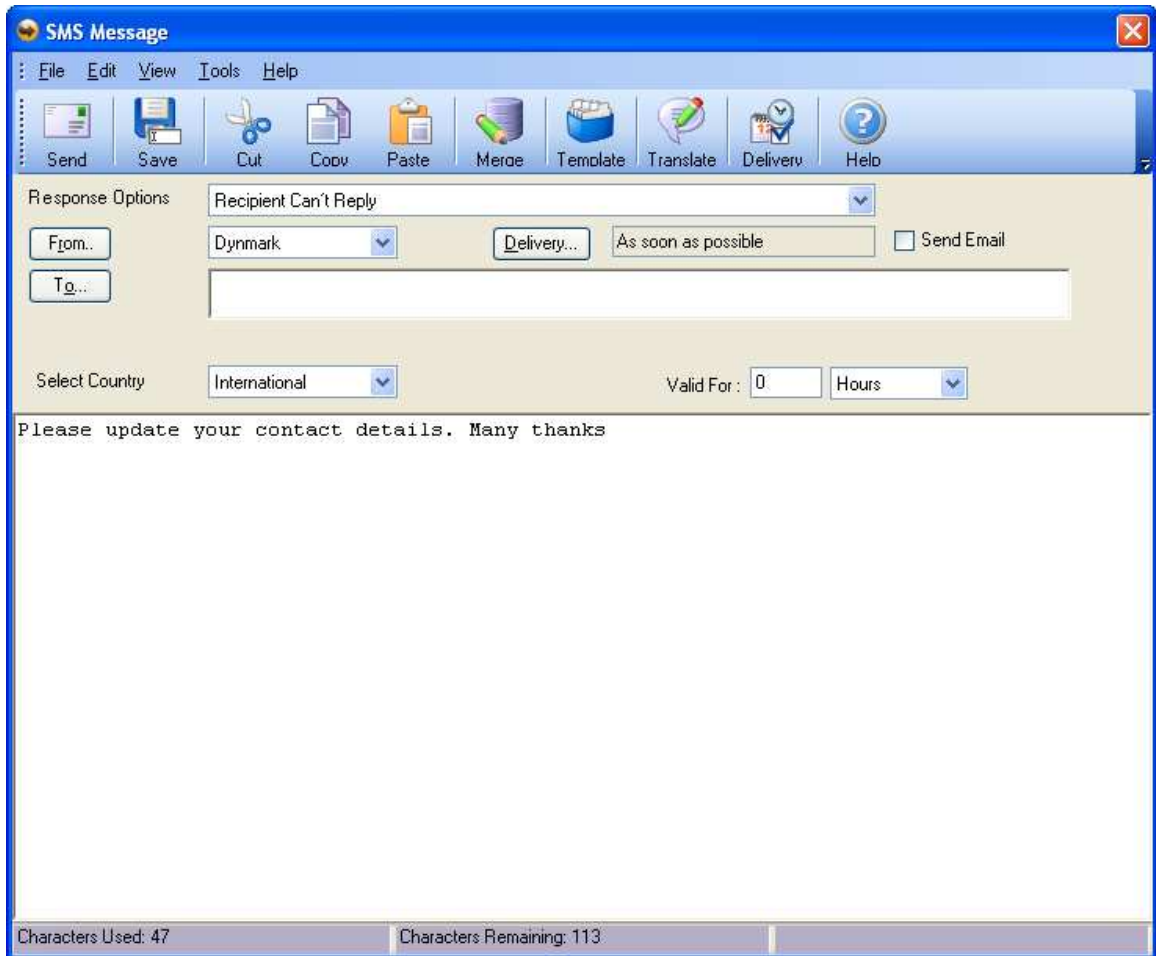 SMS Message
File Edit View Tools Help
Send Save Cut Copy Paste Merge Template Translate Delivery Help
Response Options Recipient Can't Reply
From.. Dynmark Delivery... As soon as possible Send Email
To...
Select Country International Valid For : 0 Hours
Please update your contact details. Many thanks
Characters Used: 47 Characters Remaining: 113